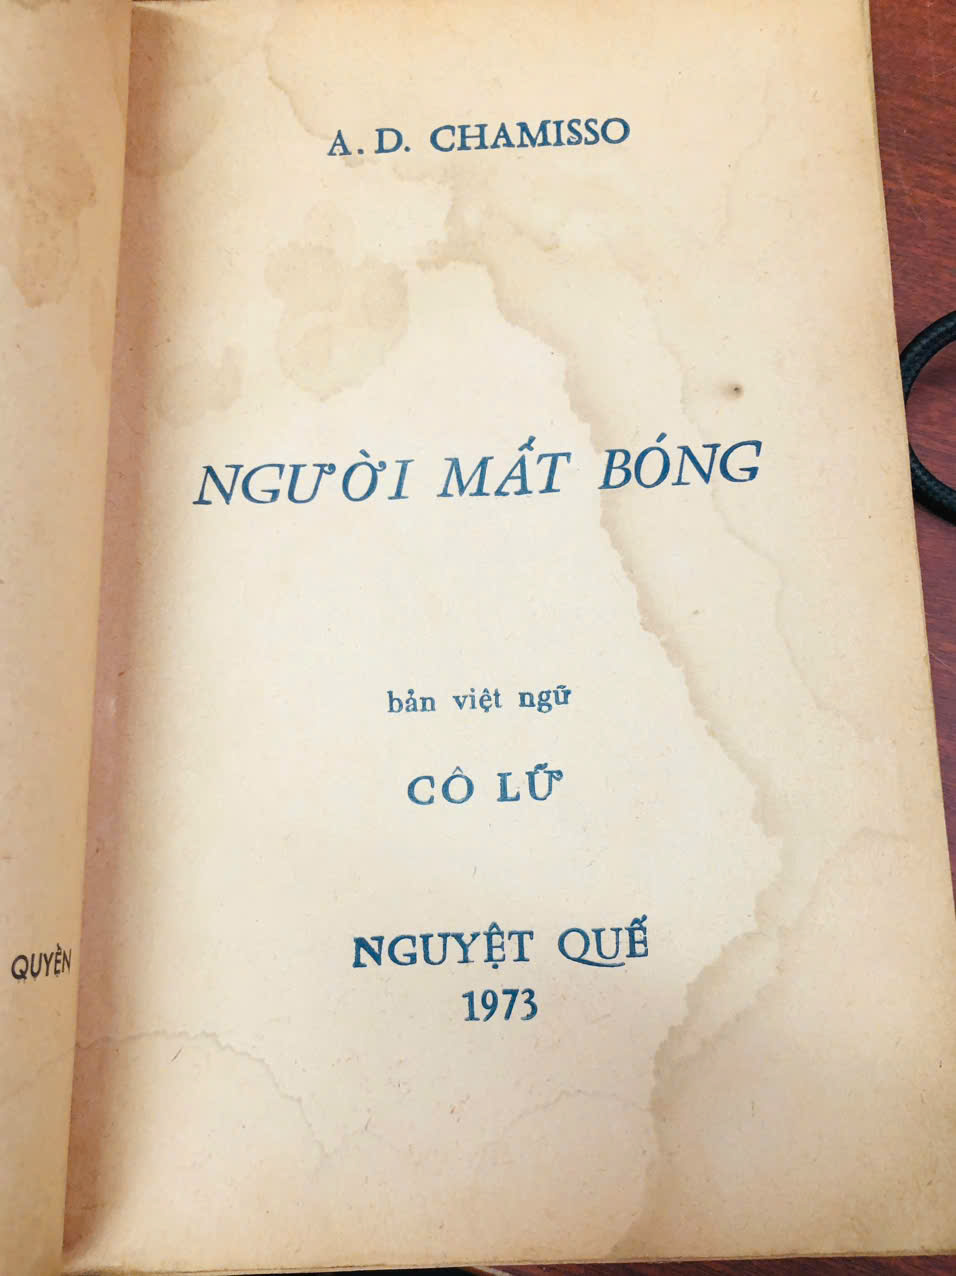 A. D. CHAMISSO
NGƯỜI MẤT BÓNG
bản việt ngữ
CÔ LỮ
NGUYỆT QUẾ
1973
QUYỀN